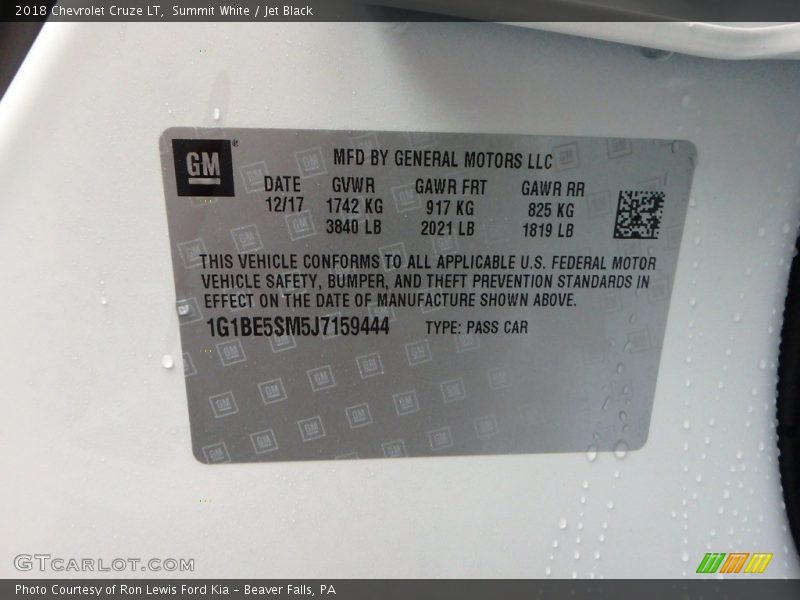 2018 Chevrolet Cruze LT, Summit White / Jet Black
GM
MFD BY GENERAL MOTORS LLC
DATE GVWR GAWR FRT GAWR RR
12/17 1742 KG 917 KG 825 KG
3840 LB 2021 LB 1819 LB
THIS VEHICLE CONFORMS TO ALL APPLICABLE U.S. FEDERAL MOTOR
VEHICLE SAFETY, BUMPER, AND THEFT PREVENTION STANDARDS IN
EFFECT ON THE DATE OF MANUFACTURE SHOWN ABOVE.
1G1BE5SM5J7159444 TYPE: PASS CAR
GTCARLOT.COM
Photo Courtesy of Ron Lewis Ford Kia - Beaver Falls, PA